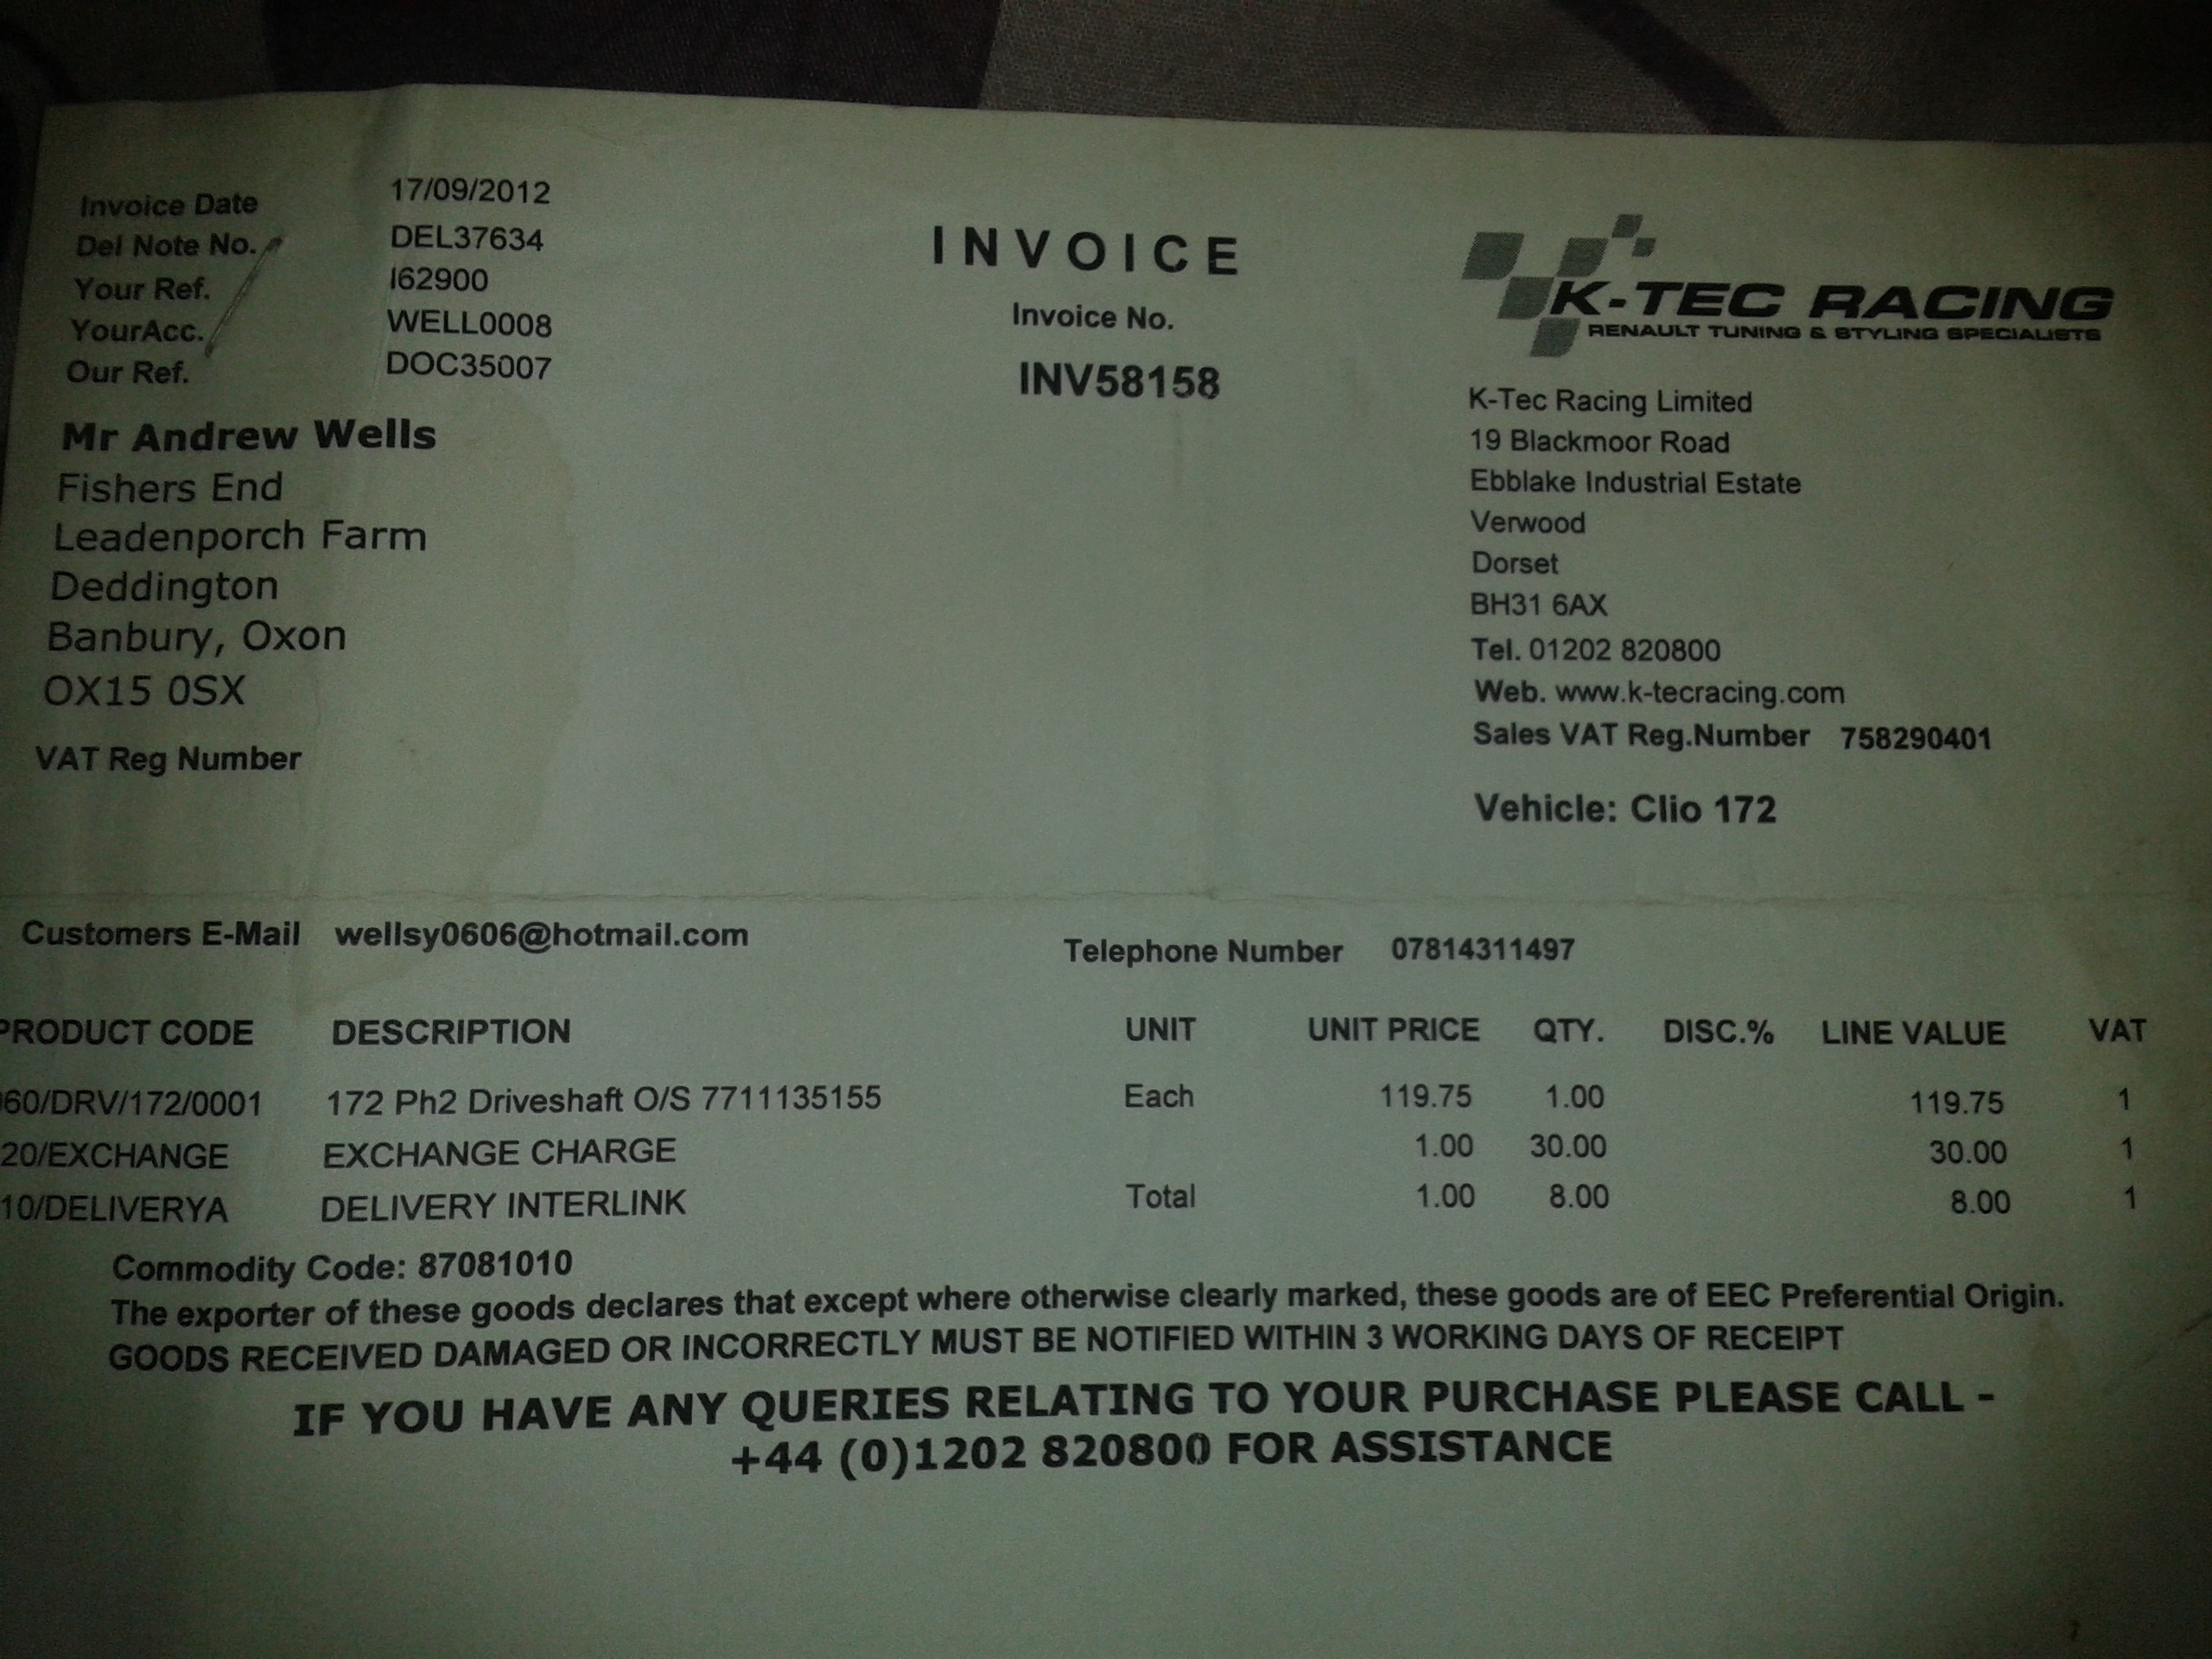 Invoice Date 17/09/2012
Del Note No. DEL37634
Your Ref. I62900
YourAcc. WELL0008
Our Ref. DOC35007
INVOICE
Invoice No.
INV58158
K-TEC RACING
RENAULT TUNING & STYLING SPECIALISTS
Mr Andrew Wells
Fishers End
Leadenporch Farm
Deddington
Banbury, Oxon
OX15 0SX
VAT Reg Number
K-Tec Racing Limited
19 Blackmoor Road
Ebblake Industrial Estate
Verwood
Dorset
BH31 6AX
Tel. 01202 820800
Web. www.k-tecracing.com
Sales VAT Reg.Number 758290401
Vehicle: Clio 172
Customers E-Mail wellsy0606@hotmail.com Telephone Number 07814311497
PRODUCT CODE DESCRIPTION UNIT UNIT PRICE QTY. DISC.% LINE VALUE VAT
60/DRV/172/0001 172 Ph2 Driveshaft O/S 7711135155 Each 119.75 1.00 119.75 1
20/EXCHANGE EXCHANGE CHARGE 1.00 30.00 30.00 1
10/DELIVERYA DELIVERY INTERLINK Total 1.00 8.00 8.00 1
Commodity Code: 87081010
The exporter of these goods declares that except where otherwise clearly marked, these goods are of EEC Preferential Origin.
GOODS RECEIVED DAMAGED OR INCORRECTLY MUST BE NOTIFIED WITHIN 3 WORKING DAYS OF RECEIPT
IF YOU HAVE ANY QUERIES RELATING TO YOUR PURCHASE PLEASE CALL -
+44 (0)1202 820800 FOR ASSISTANCE